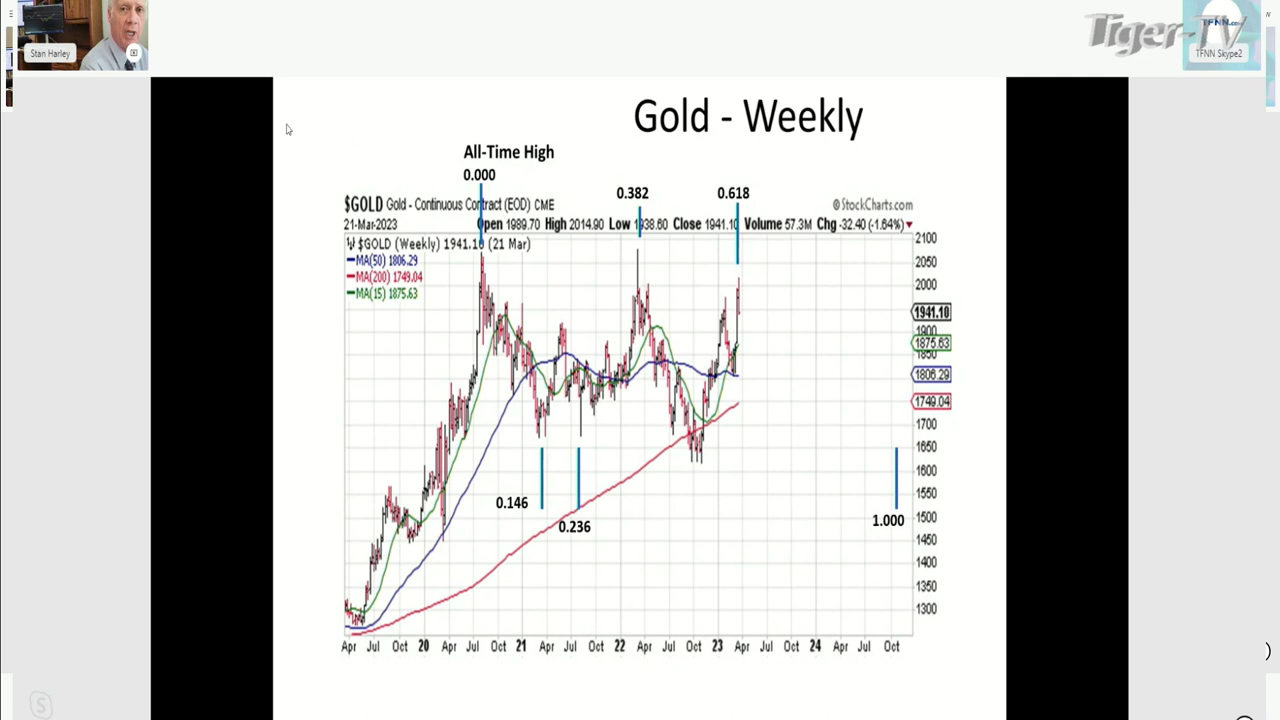 Stan Harley
Tiger-TV
TFNN.com
TFNN Skype2
Gold - Weekly
All-Time High
0.000
0.382
0.618
$GOLD Gold - Continuous Contract (EOD) CME
© StockCharts.com
21-Mar-2023
Open 1989.70 High 2014.90 Low 1938.60 Close 1941.10 Volume 57.3M Chg -32.40 (-1.64%)
$GOLD (Weekly) 1941.10 (21 Mar)
MA(50) 1806.29
MA(200) 1749.04
MA(15) 1875.63
2100
2050
2000
1941.10
1900
1875.63
1850
1806.29
1749.04
1700
1650
1600
1550
1500
1450
1400
1350
1300
0.146
0.236
1.000
Apr Jul Oct 20 Apr Jul Oct 21 Apr Jul Oct 22 Apr Jul Oct 23 Apr Jul Oct 24 Apr Jul Oct
S